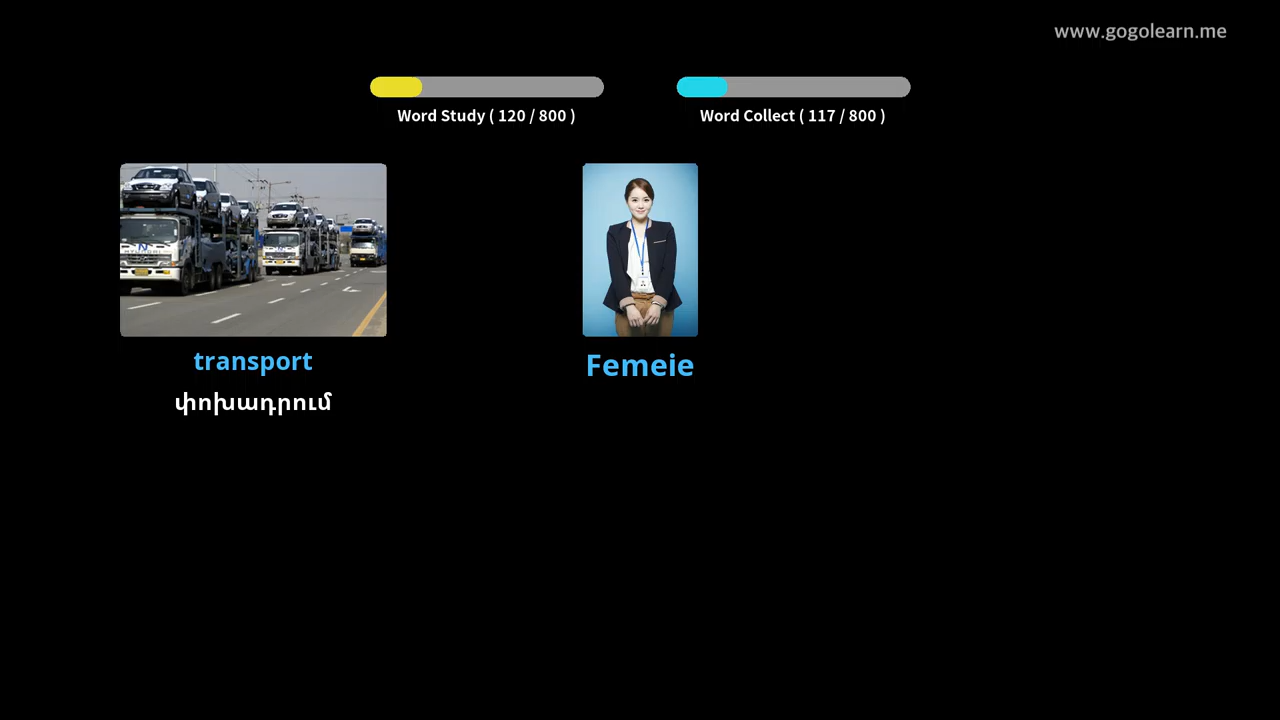 www.gogolearn.me
Word Study ( 120 / 800 )
Word Collect ( 117 / 800 )
transport
փոխադրում
Femeie